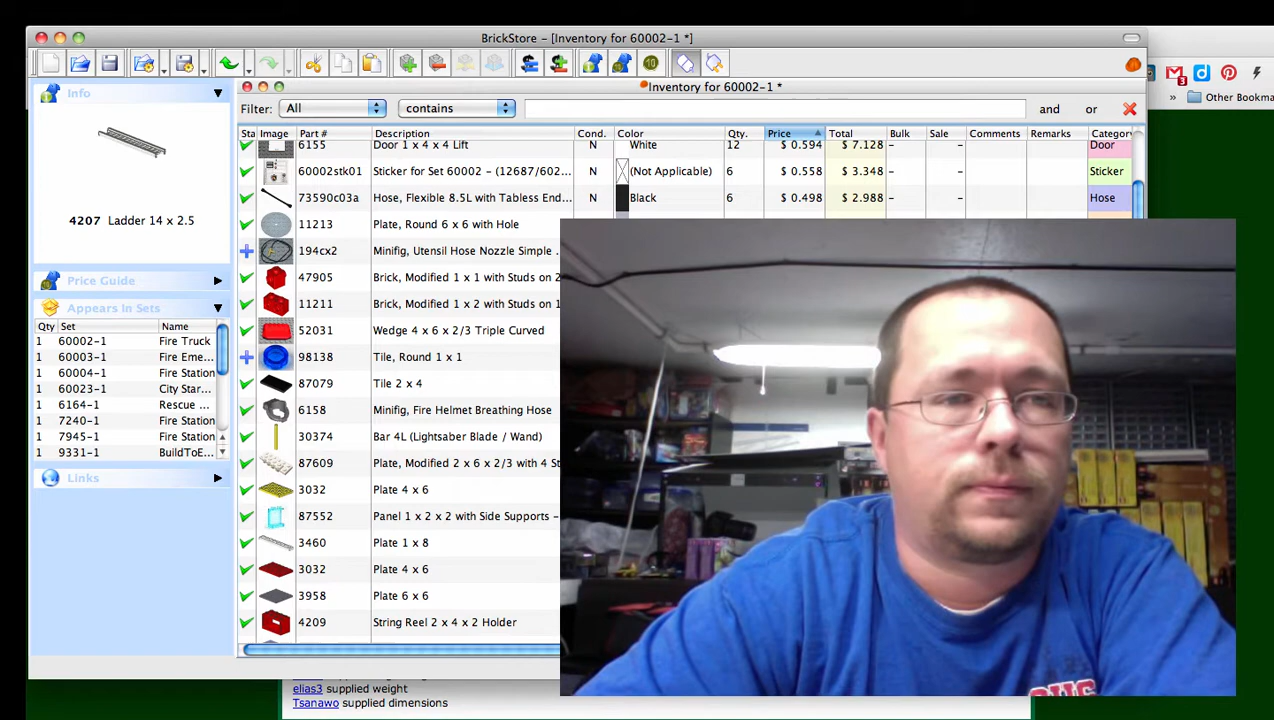 BrickStore – [Inventory for 60002-1 *]
3
» Other Bookma
Info
4207 Ladder 14 x 2.5
Price Guide
Appears In Sets
Qty Set Name
1 60002-1 Fire Truck
1 60003-1 Fire Eme...
1 60004-1 Fire Station
1 60023-1 City Star...
1 6164-1 Rescue ...
1 7240-1 Fire Station
1 7945-1 Fire Station
1 9331-1 BuildToE...
Links
Inventory for 60002-1 *
Filter: All contains and or
Sta Image Part # Description Cond. Color Qty. Price Total Bulk Sale Comments Remarks Categor
6155 Door 1 x 4 x 4 Lift N White 12 $ 0.594 $ 7.128 – – Door
60002stk01 Sticker for Set 60002 – (12687/602... N (Not Applicable) 6 $ 0.558 $ 3.348 – – Sticker
73590c03a Hose, Flexible 8.5L with Tabless End... N Black 6 $ 0.498 $ 2.988 – – Hose
11213 Plate, Round 6 x 6 with Hole
194cx2 Minifig, Utensil Hose Nozzle Simple .
47905 Brick, Modified 1 x 1 with Studs on 2
11211 Brick, Modified 1 x 2 with Studs on 1
52031 Wedge 4 x 6 x 2/3 Triple Curved
98138 Tile, Round 1 x 1
87079 Tile 2 x 4
6158 Minifig, Fire Helmet Breathing Hose
30374 Bar 4L (Lightsaber Blade / Wand)
87609 Plate, Modified 2 x 6 x 2/3 with 4 St
3032 Plate 4 x 6
87552 Panel 1 x 2 x 2 with Side Supports –
3460 Plate 1 x 8
3032 Plate 4 x 6
3958 Plate 6 x 6
4209 String Reel 2 x 4 x 2 Holder
elias3 supplied weight
Tsanawo supplied dimensions